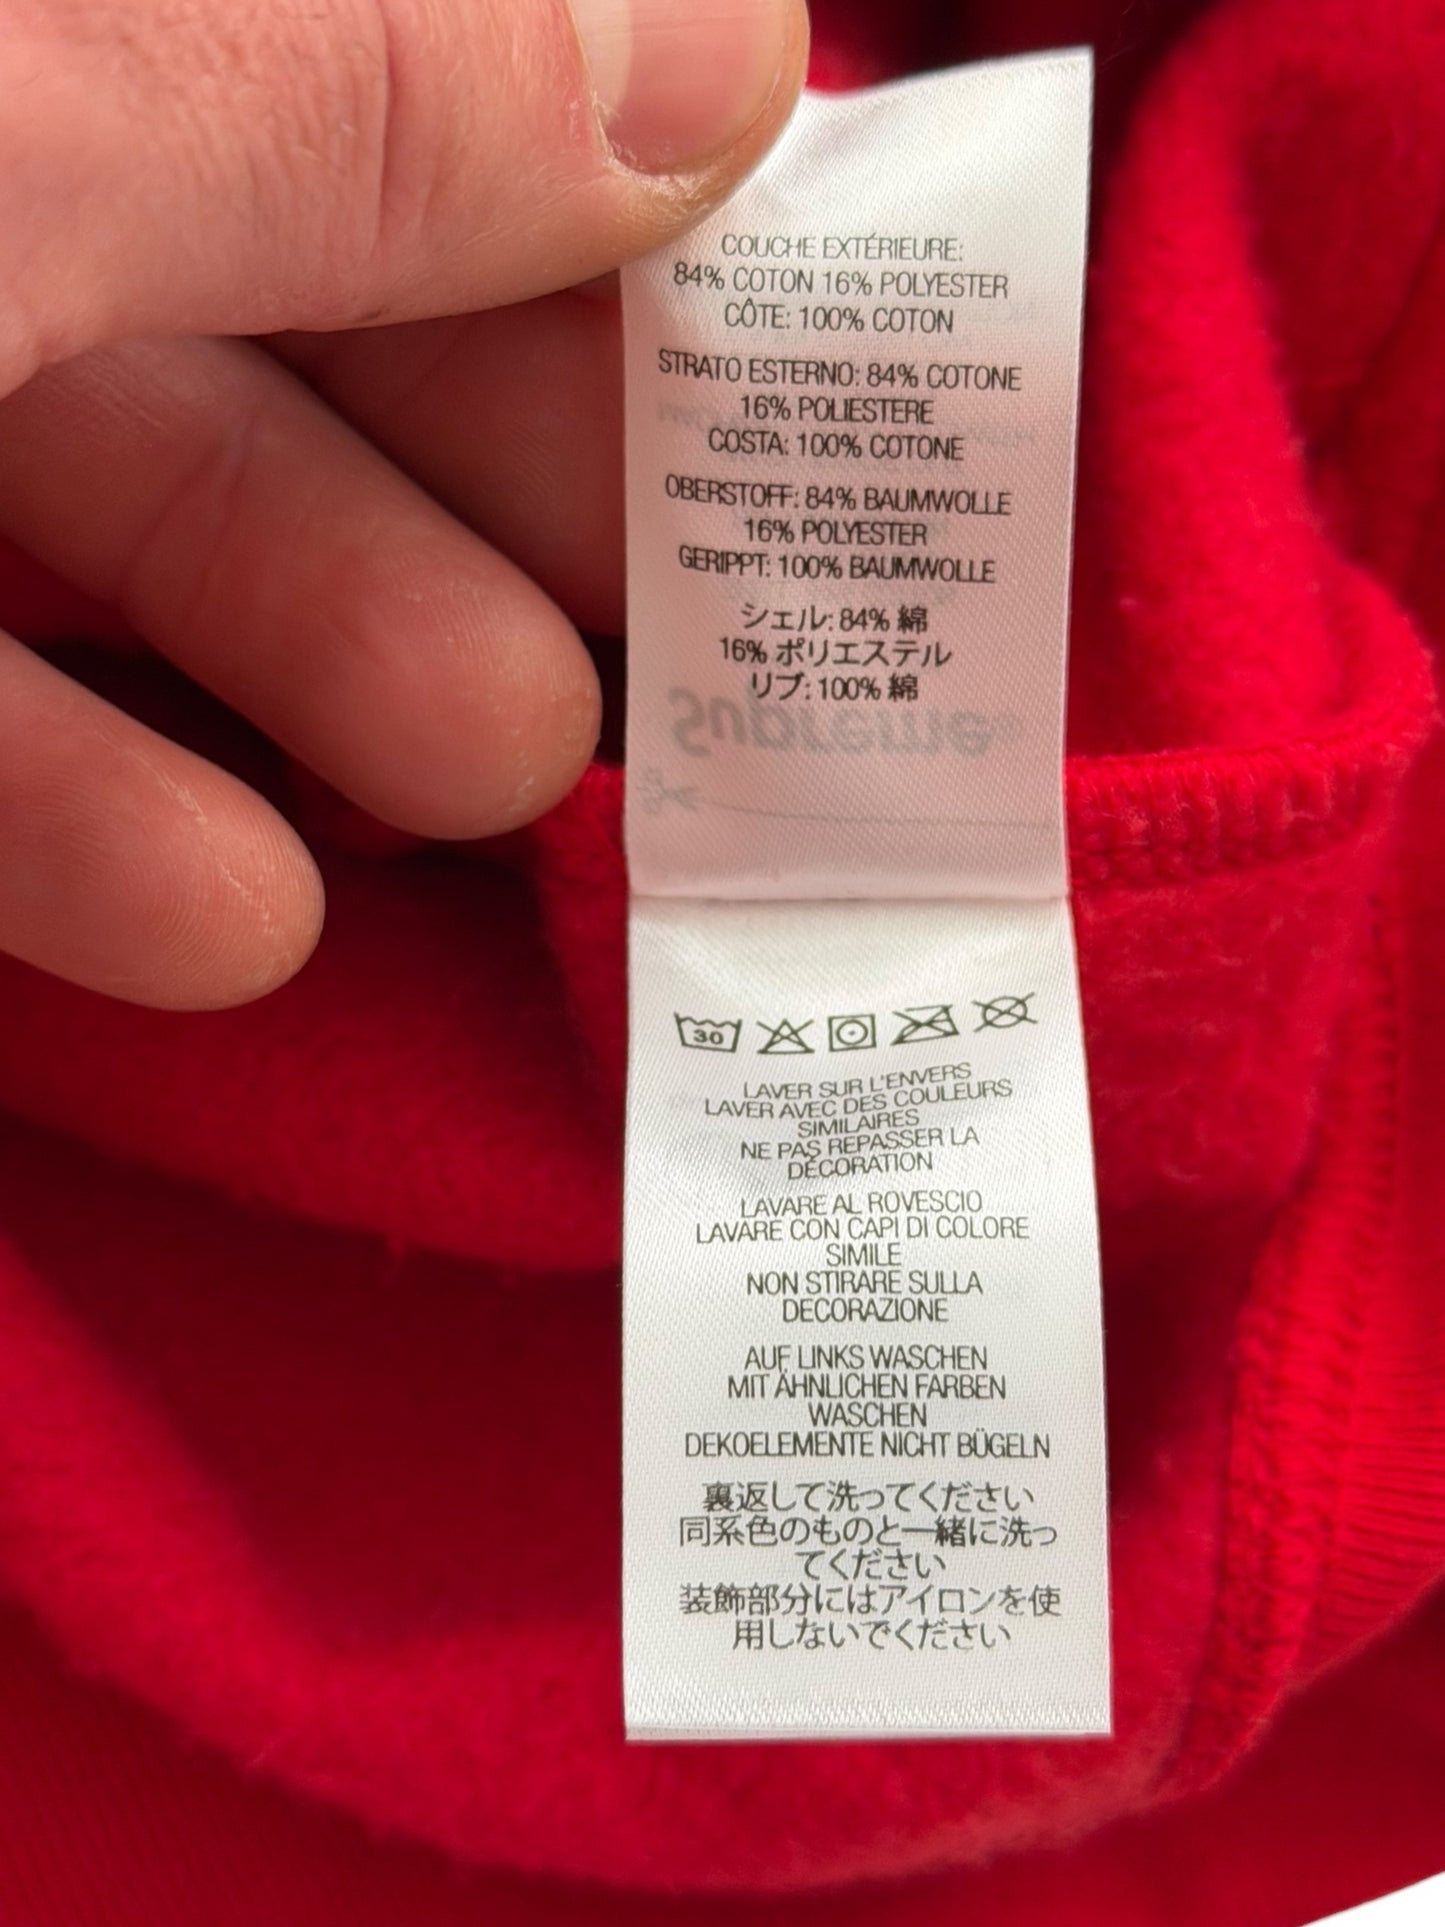 COUCHE EXTÉRIEURE:
84% COTON 16% POLYESTER
CÔTE: 100% COTON
STRATO ESTERNO: 84% COTONE
16% POLIESTERE
COSTA: 100% COTONE
OBERSTOFF: 84% BAUMWOLLE
16% POLYESTER
GERIPPT: 100% BAUMWOLLE
シェル: 84% 綿
16% ポリエステル
リブ: 100% 綿
Supreme
30
LAVER SUR L'ENVERS
LAVER AVEC DES COULEURS
SIMILAIRES
NE PAS REPASSER LA
DÉCORATION
LAVARE AL ROVESCIO
LAVARE CON CAPI DI COLORE
SIMILE
NON STIRARE SULLA
DECORAZIONE
AUF LINKS WASCHEN
MIT ÄHNLICHEN FARBEN
WASCHEN
DEKOELEMENTE NICHT BÜGELN
裏返して洗ってください
同系色のものと一緒に洗っ
てください
装飾部分にはアイロンを使
用しないでください